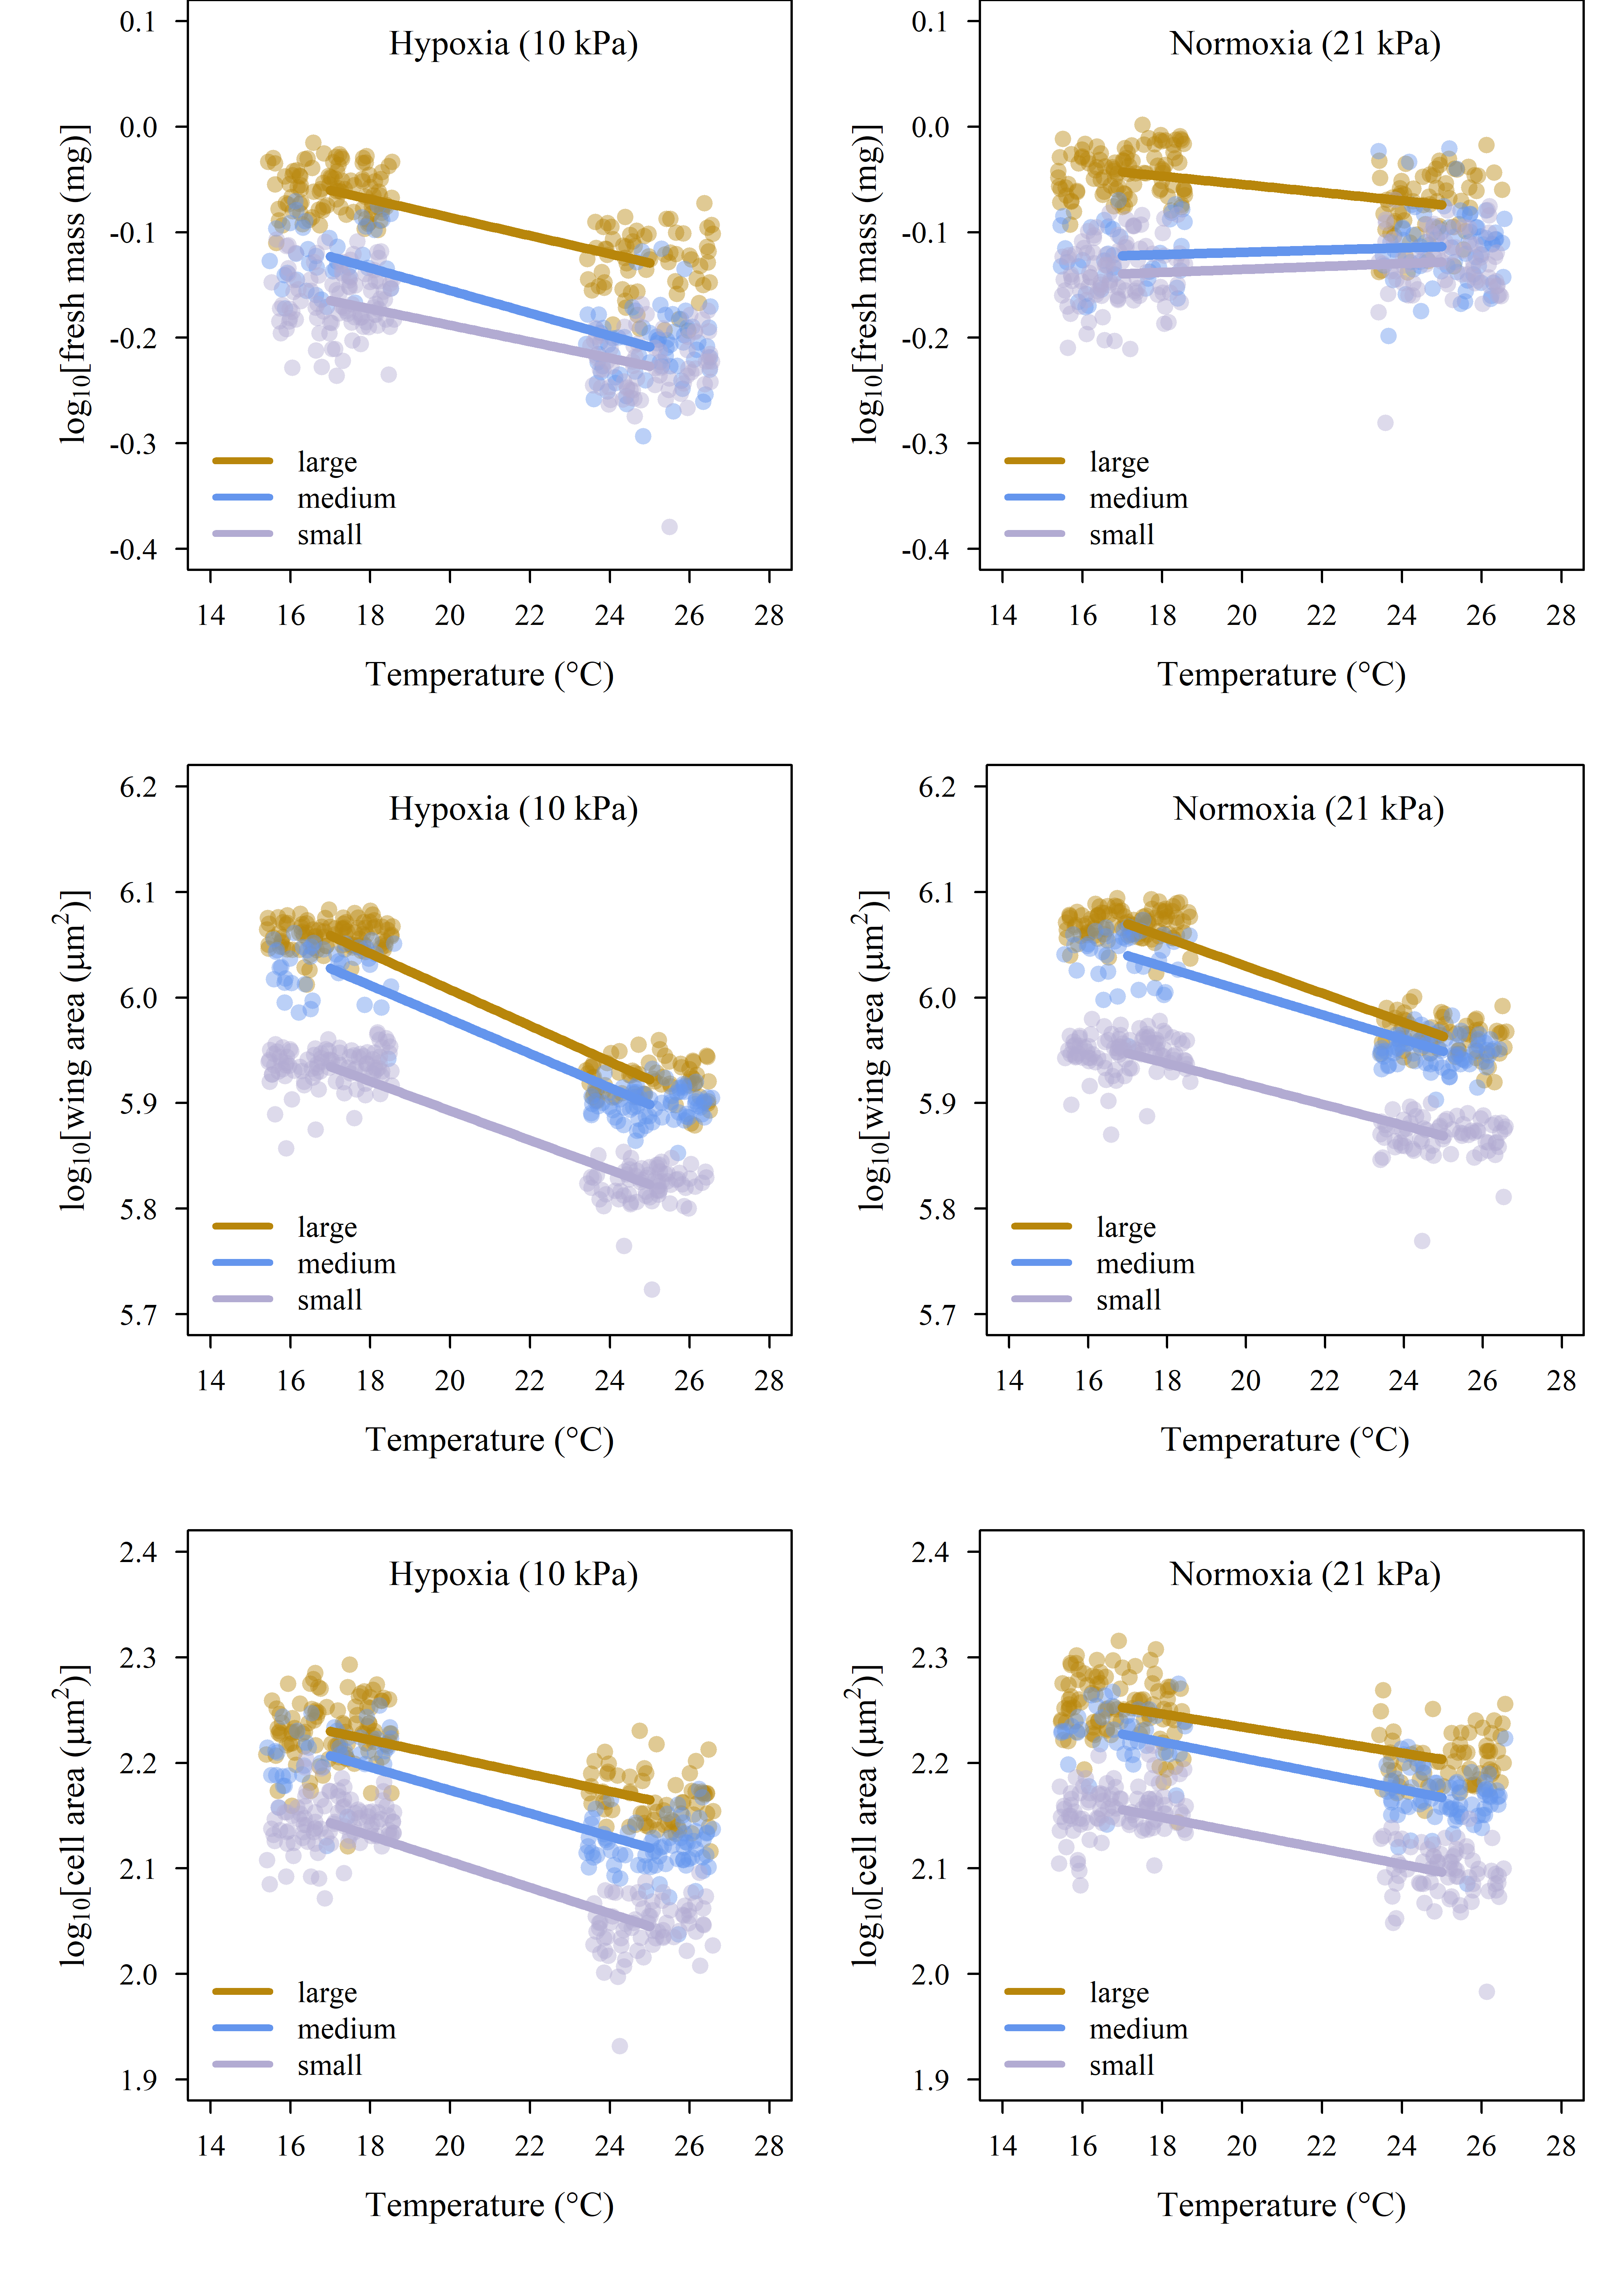 Hypoxia (10 kPa)
log₁₀[fresh mass (mg)]
0.1
0.0
-0.1
-0.2
-0.3
-0.4
large
medium
small
14 16 18 20 22 24 26 28
Temperature (°C)
Normoxia (21 kPa)
log₁₀[fresh mass (mg)]
0.1
0.0
-0.1
-0.2
-0.3
-0.4
large
medium
small
14 16 18 20 22 24 26 28
Temperature (°C)
Hypoxia (10 kPa)
log₁₀[wing area (μm²)]
6.2
6.1
6.0
5.9
5.8
5.7
large
medium
small
14 16 18 20 22 24 26 28
Temperature (°C)
Normoxia (21 kPa)
log₁₀[wing area (μm²)]
6.2
6.1
6.0
5.9
5.8
5.7
large
medium
small
14 16 18 20 22 24 26 28
Temperature (°C)
Hypoxia (10 kPa)
log₁₀[cell area (μm²)]
2.4
2.3
2.2
2.1
2.0
1.9
large
medium
small
14 16 18 20 22 24 26 28
Temperature (°C)
Normoxia (21 kPa)
log₁₀[cell area (μm²)]
2.4
2.3
2.2
2.1
2.0
1.9
large
medium
small
14 16 18 20 22 24 26 28
Temperature (°C)